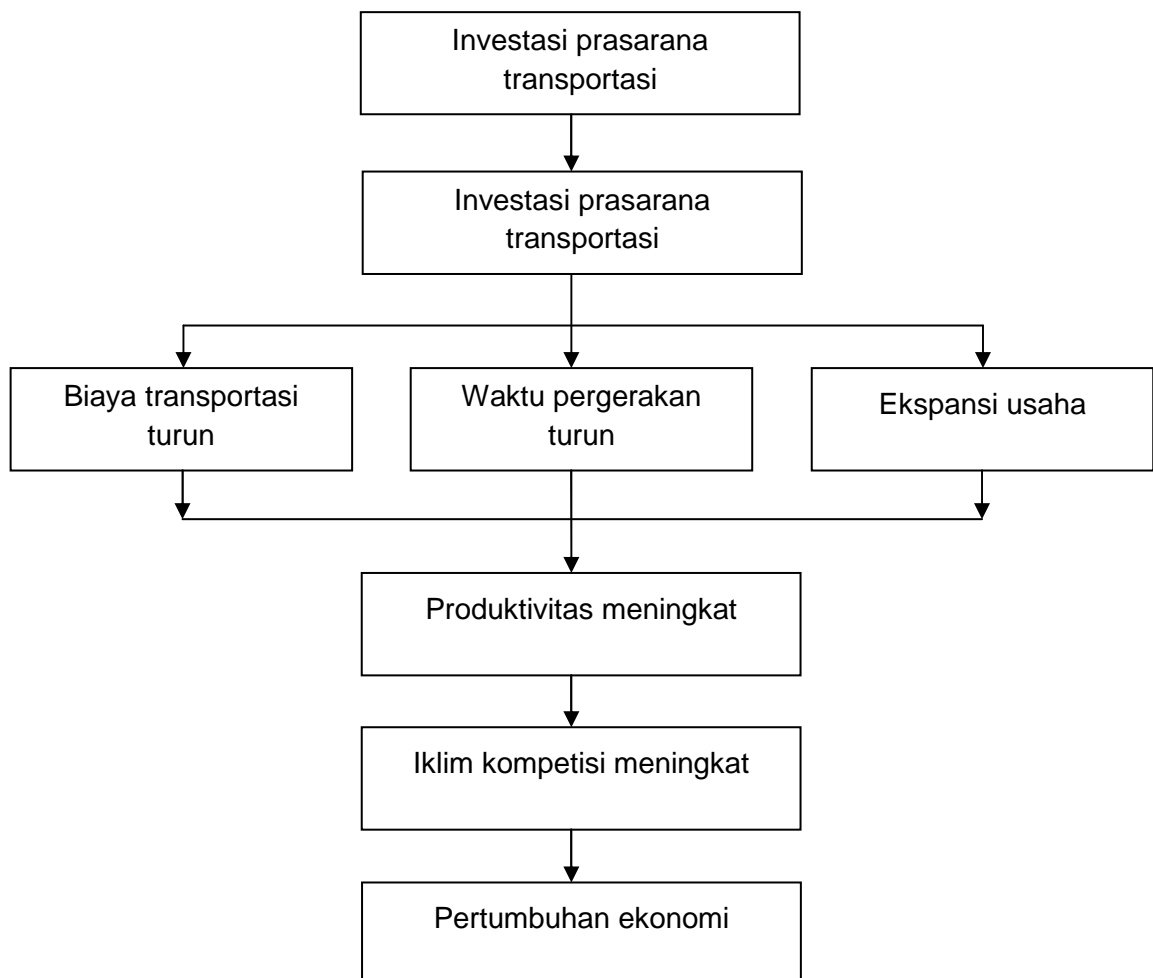 Investasi prasarana
transportasi
Investasi prasarana
transportasi
Biaya transportasi
turun
Waktu pergerakan
turun
Ekspansi usaha
Produktivitas meningkat
Iklim kompetisi meningkat
Pertumbuhan ekonomi